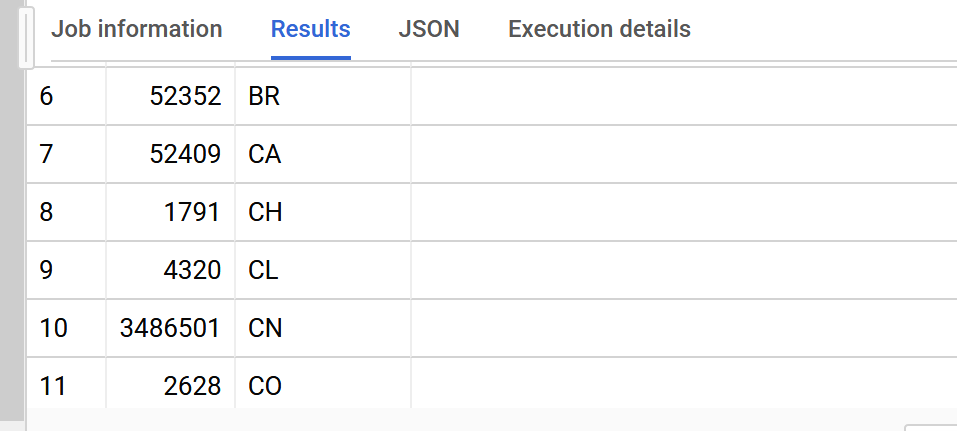 Job information Results JSON Execution details
6 52352 BR
7 52409 CA
8 1791 CH
9 4320 CL
10 3486501 CN
11 2628 CO